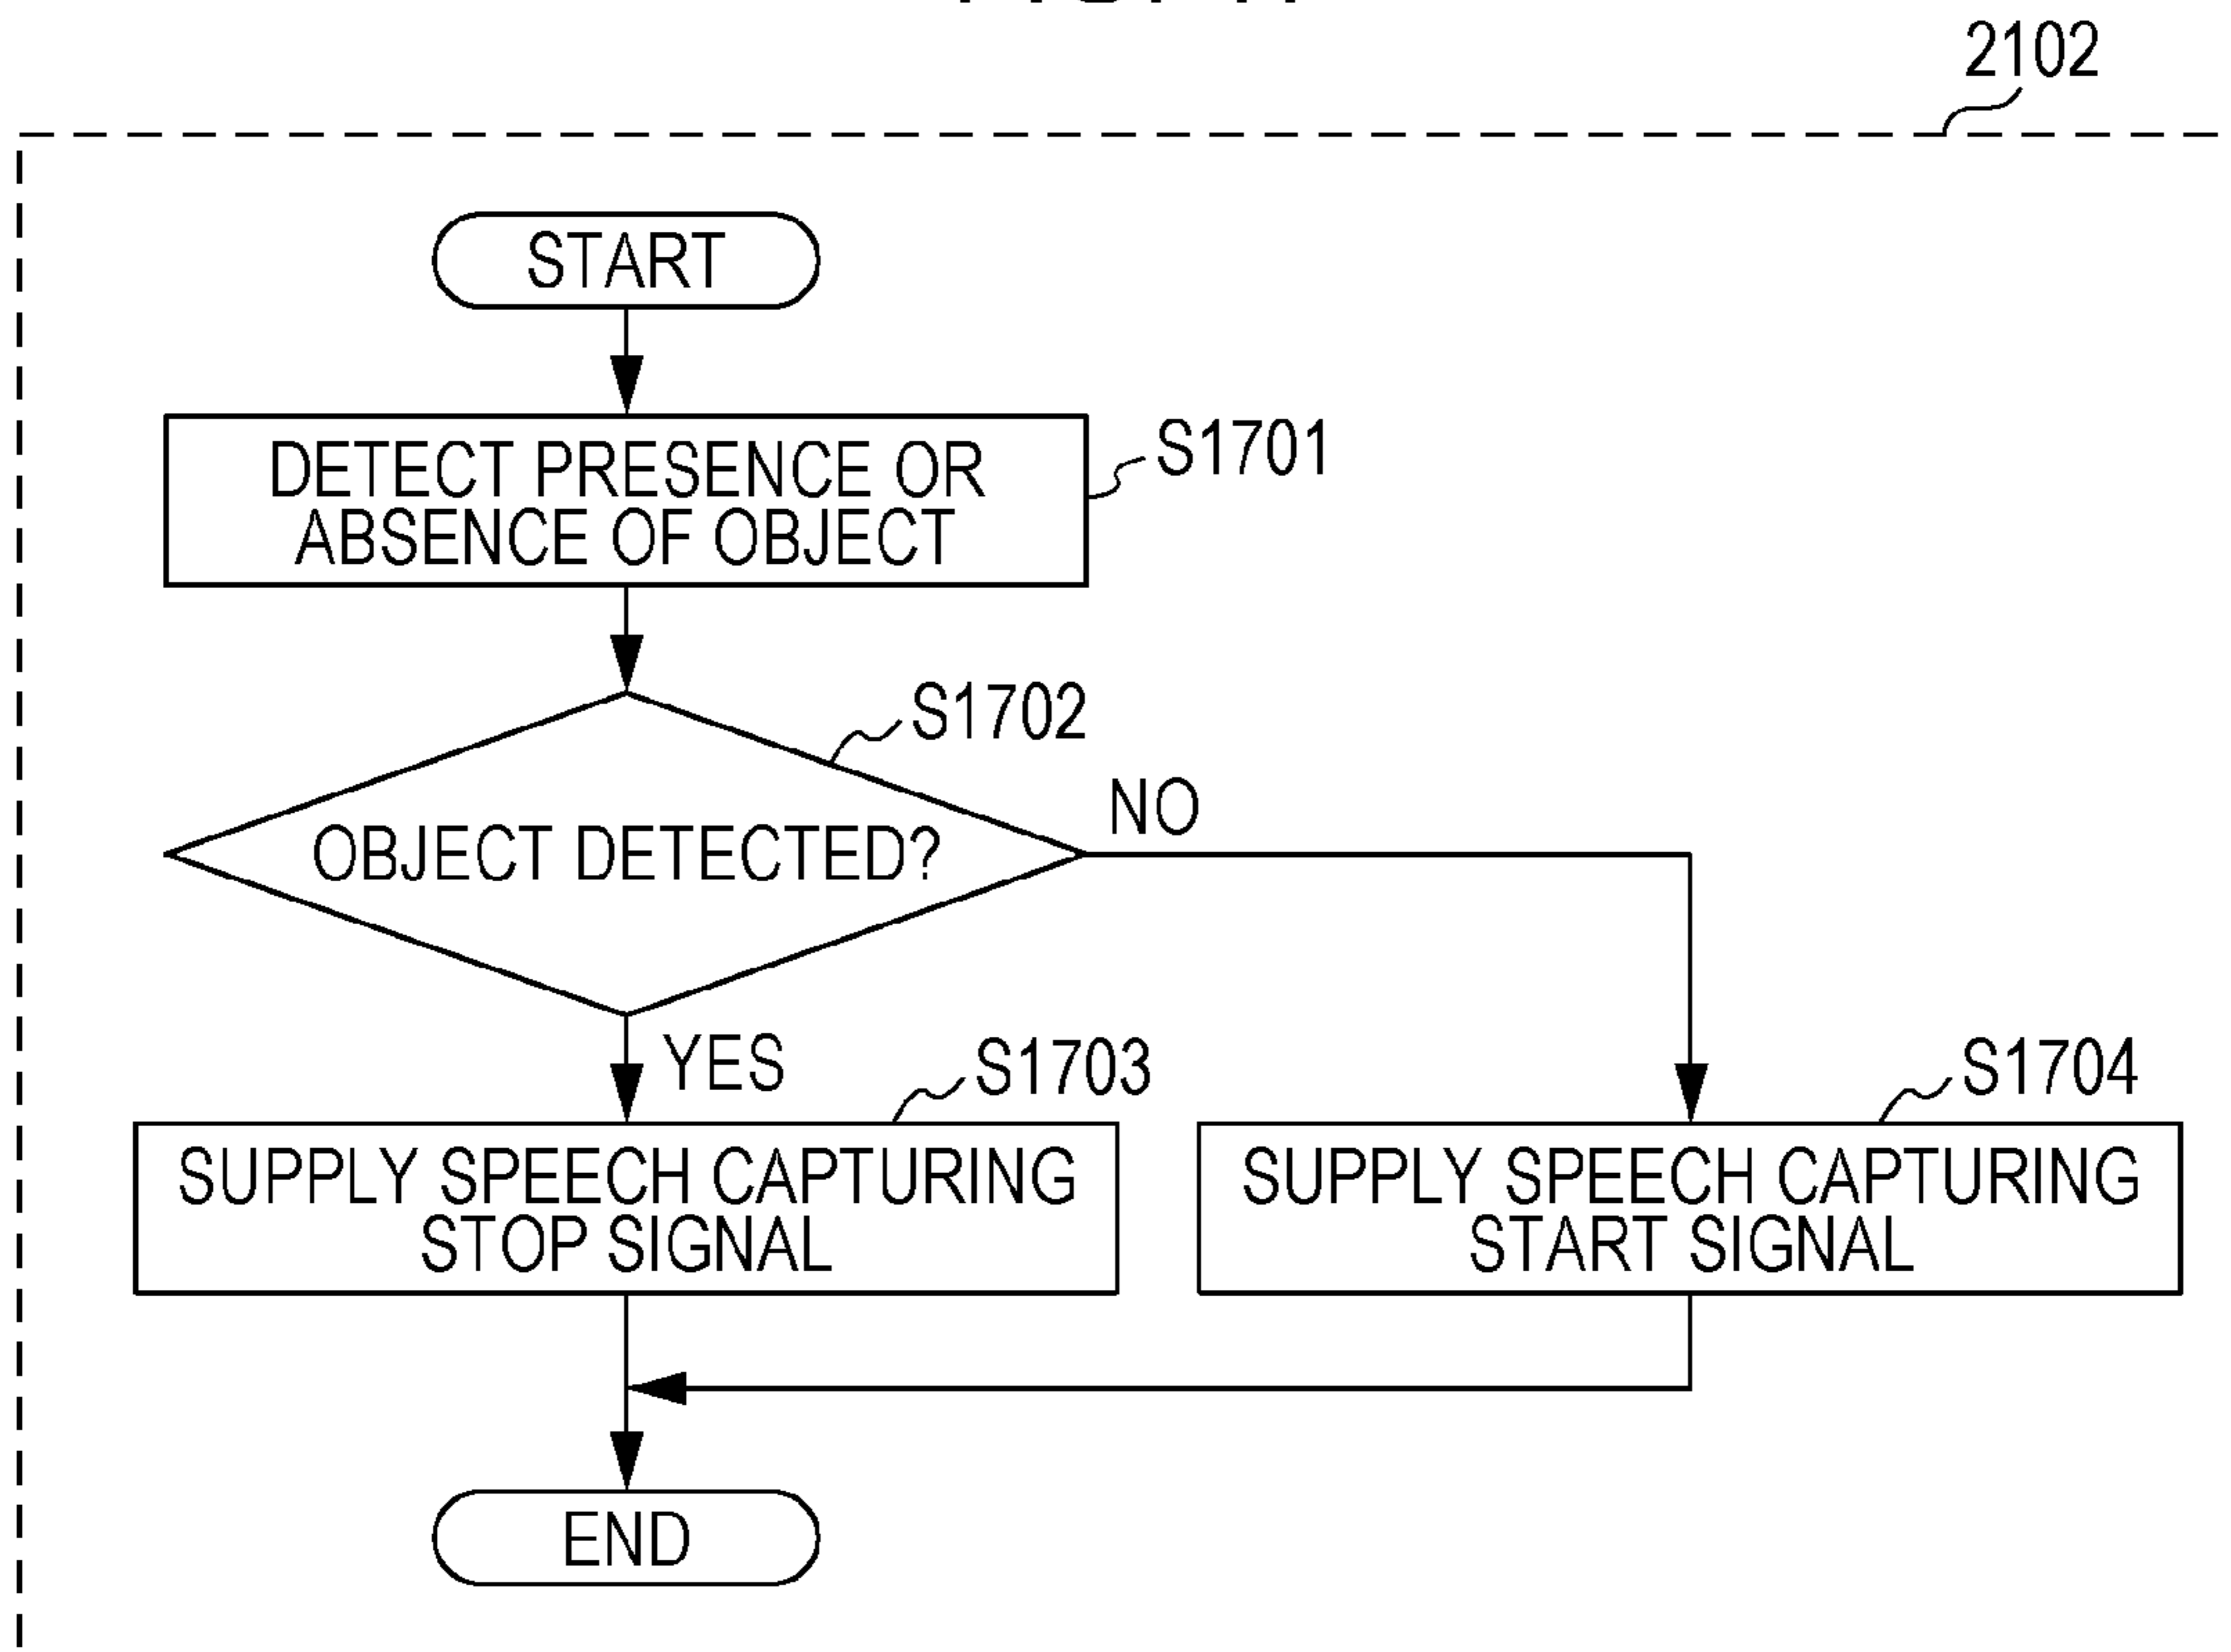 2102
START
DETECT PRESENCE OR
ABSENCE OF OBJECT
S1701
S1702
OBJECT DETECTED?
NO
YES
S1703
S1704
SUPPLY SPEECH CAPTURING
STOP SIGNAL
SUPPLY SPEECH CAPTURING
START SIGNAL
END